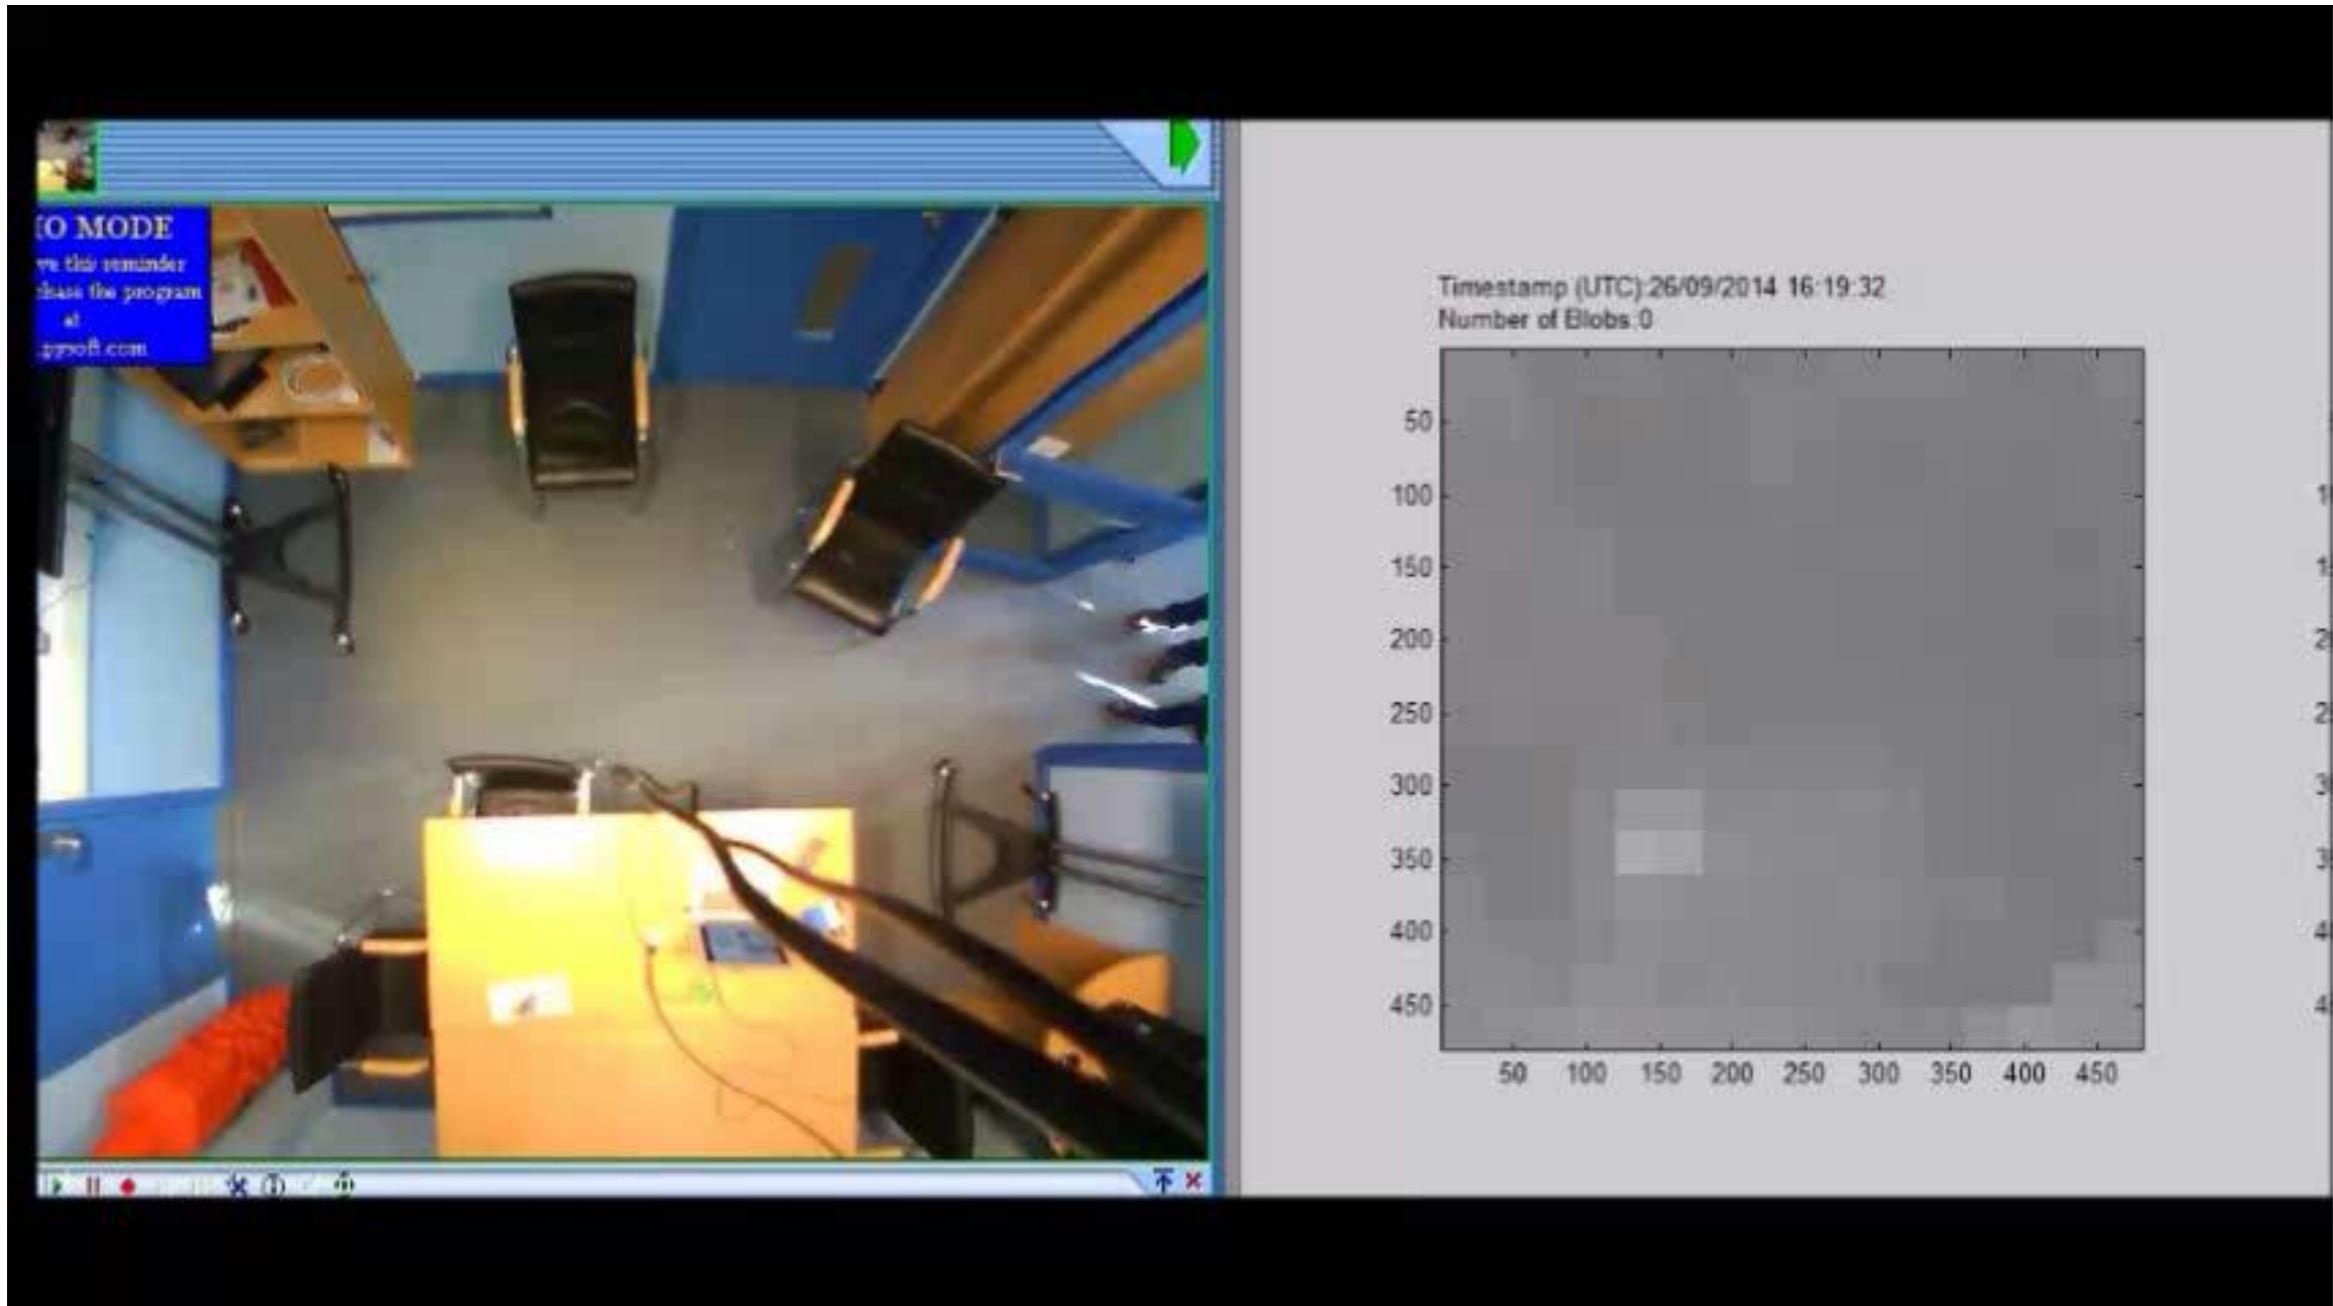 O MODE
ve this reminder
chase the program
at
.ppsoft.com
Timestamp (UTC):26/09/2014 16:19:32
Number of Blobs:0
50
100
150
200
250
300
350
400
450
50 100 150 200 250 300 350 400 450